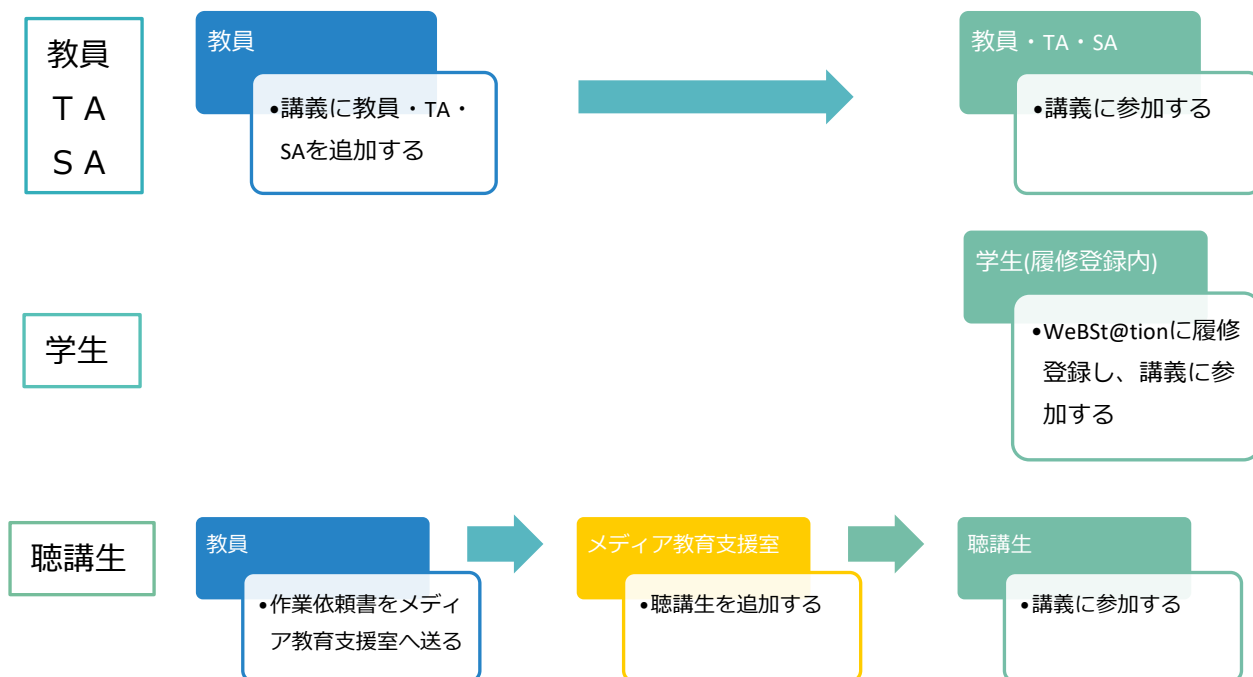 教員
ＴＡ
ＳＡ
教員
•講義に教員・TA・
SAを追加する
教員・TA・SA
•講義に参加する
学生
学生(履修登録内)
•WeBSt@tionに履修
登録し、講義に参
加する
聴講生
教員
•作業依頼書をメディ
ア教育支援室へ送る
メディア教育支援室
•聴講生を追加する
聴講生
•講義に参加する